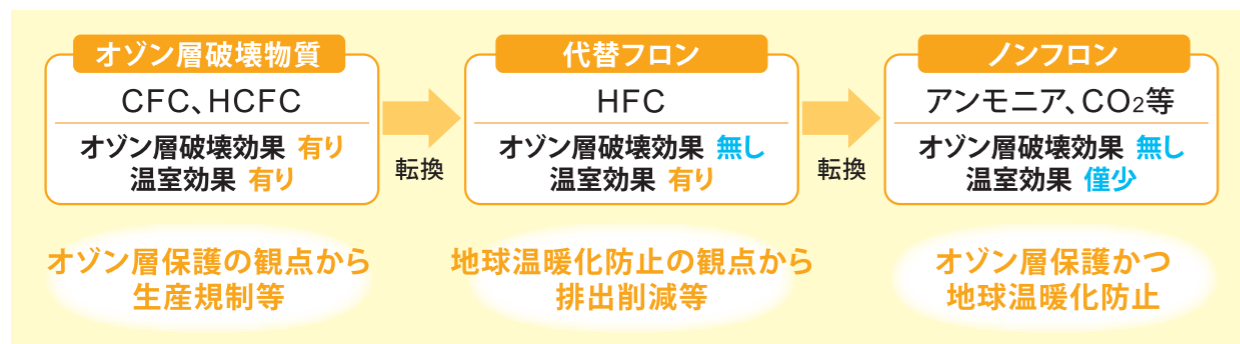 オゾン層破壊物質
CFC、HCFC
オゾン層破壊効果 有り
温室効果 有り
転換
代替フロン
HFC
オゾン層破壊効果 無し
温室効果 有り
転換
ノンフロン
アンモニア、CO₂等
オゾン層破壊効果 無し
温室効果 僅少
オゾン層保護の観点から
生産規制等
地球温暖化防止の観点から
排出削減等
オゾン層保護かつ
地球温暖化防止